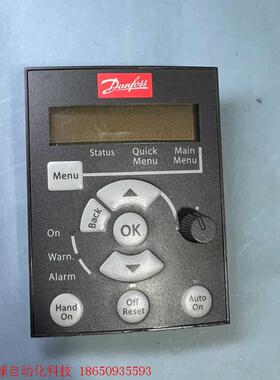 Danfoss
Status Quick Menu Main Menu
Menu
Back
OK
On
Warn.
Alarm
Hand On
Off Reset
Auto On
球自动化科技 18650935593